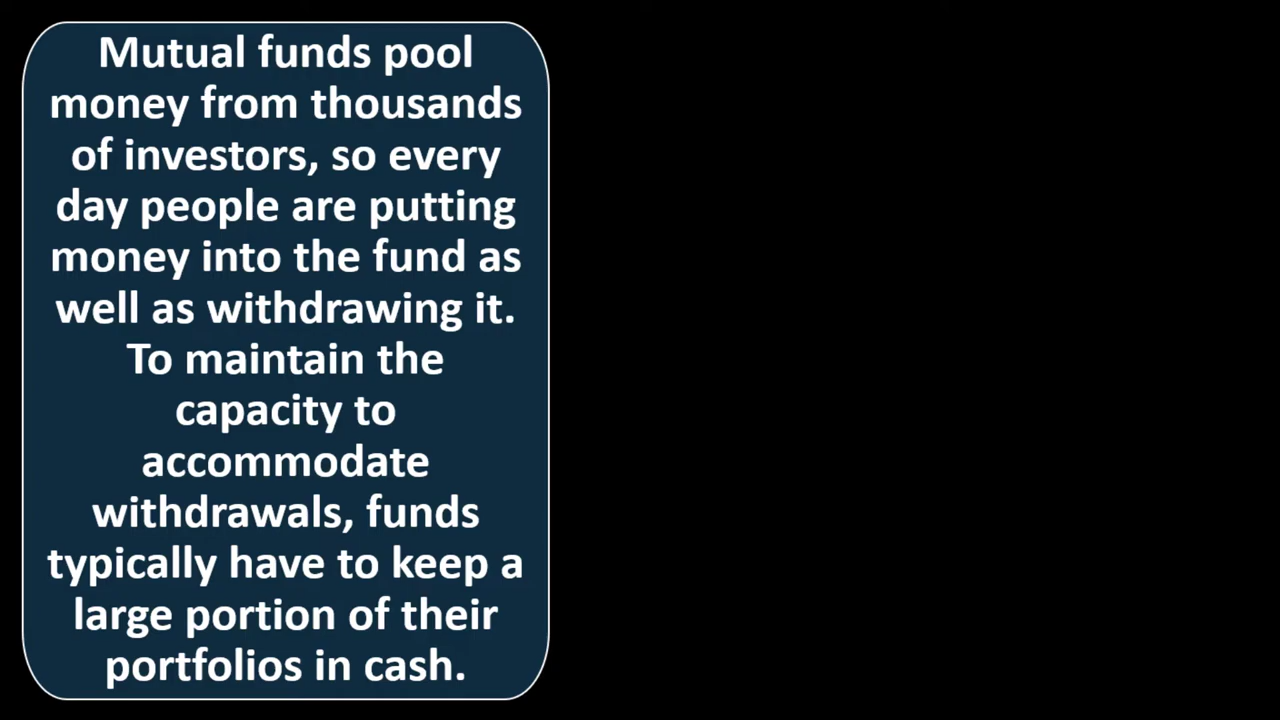 Mutual funds pool
money from thousands
of investors, so every
day people are putting
money into the fund as
well as withdrawing it.
To maintain the
capacity to
accommodate
withdrawals, funds
typically have to keep a
large portion of their
portfolios in cash.